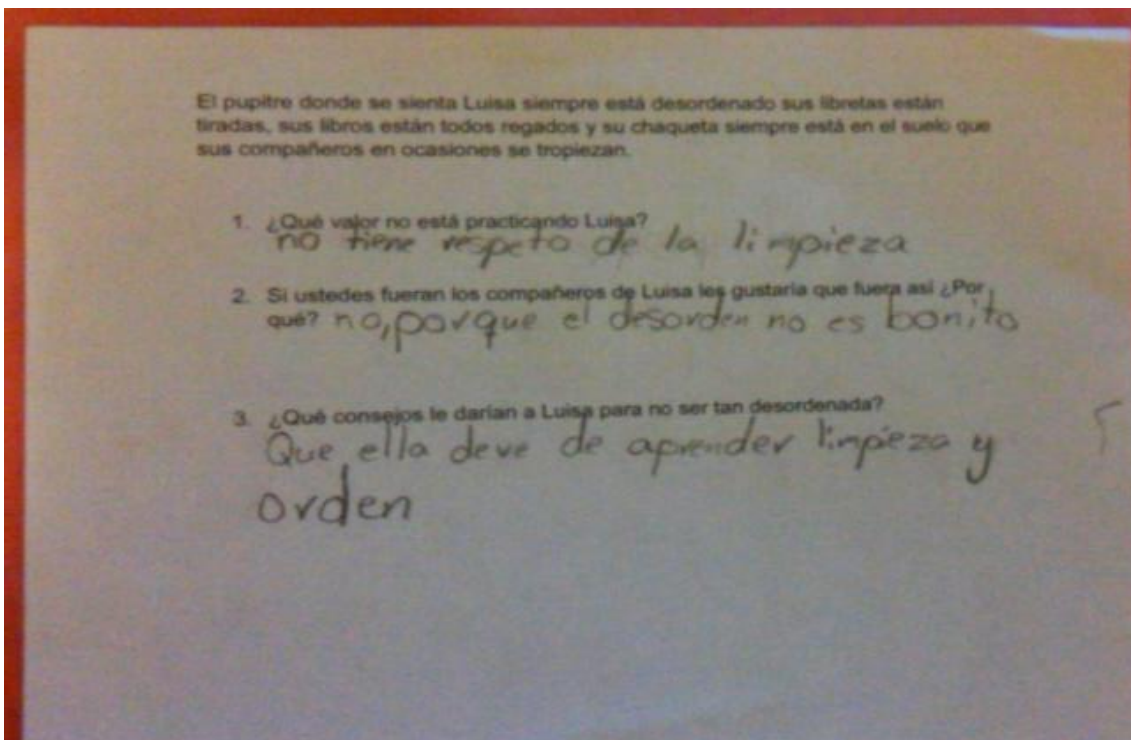 El pupitre donde se sienta Luisa siempre está desordenado sus libretas están
tiradas, sus libros están todos regados y su chaqueta siempre está en el suelo que
sus compañeros en ocasiones se tropiezan.
1. ¿Qué valor no está practicando Luisa?
no tiene respeto de la limpieza
2. Si ustedes fueran los compañeros de Luisa les gustaría que fuera así ¿Por
qué? no, porque el desorden no es bonito
3. ¿Qué consejos le darían a Luisa para no ser tan desordenada?
Que ella deve de aprender limpieza y
orden